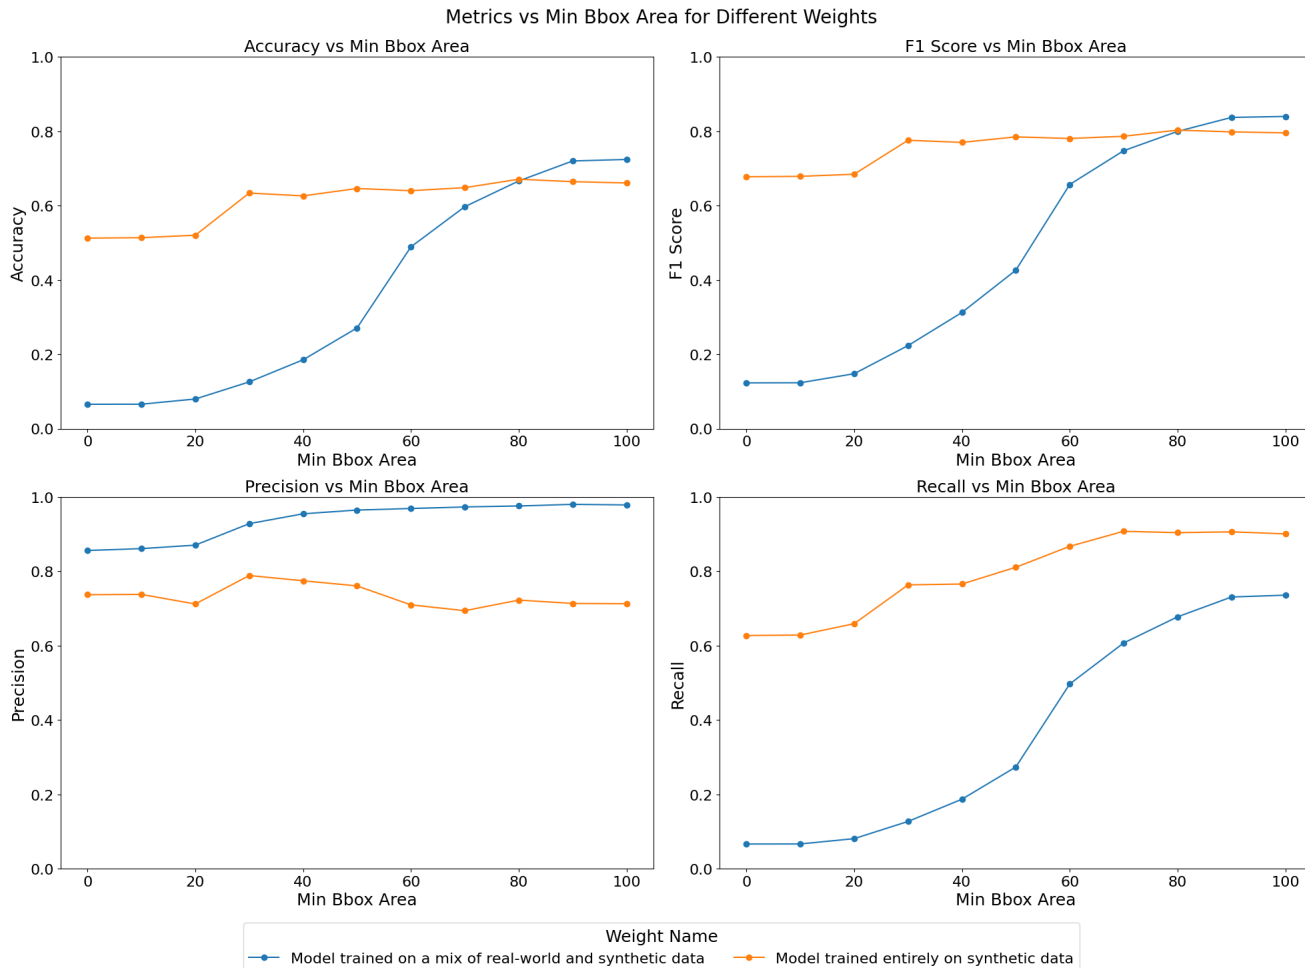 Metrics vs Min Bbox Area for Different Weights
Accuracy vs Min Bbox Area
1.0
0.8
0.6
0.4
0.2
0.0
Accuracy
0 20 40 60 80 100
Min Bbox Area
F1 Score vs Min Bbox Area
1.0
0.8
0.6
0.4
0.2
0.0
F1 Score
0 20 40 60 80 100
Min Bbox Area
Precision vs Min Bbox Area
1.0
0.8
0.6
0.4
0.2
0.0
Precision
0 20 40 60 80 100
Min Bbox Area
Recall vs Min Bbox Area
1.0
0.8
0.6
0.4
0.2
0.0
Recall
0 20 40 60 80 100
Min Bbox Area
Weight Name
Model trained on a mix of real-world and synthetic data Model trained entirely on synthetic data